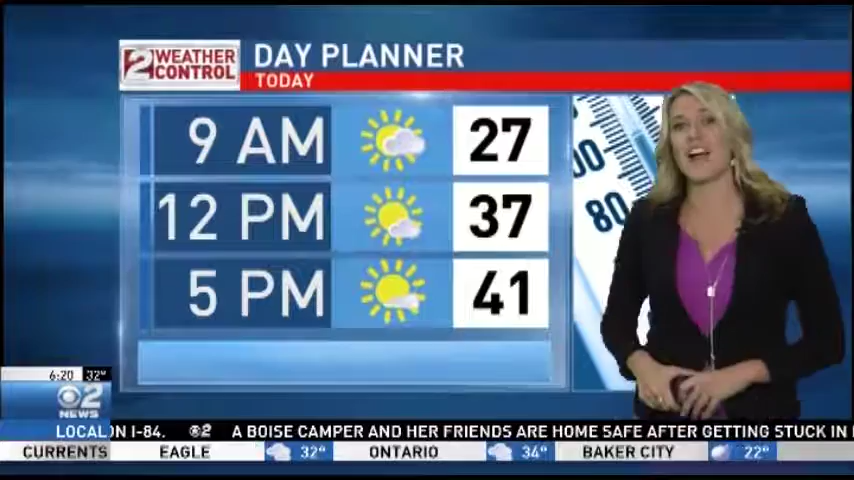 2 WEATHER CONTROL
DAY PLANNER
TODAY
9 AM 27
12 PM 37
5 PM 41
80
6:20 32°
2
NEWS
LOCAL ON I-84. 2 A BOISE CAMPER AND HER FRIENDS ARE HOME SAFE AFTER GETTING STUCK IN
CURRENTS EAGLE 32° ONTARIO 34° BAKER CITY 22°